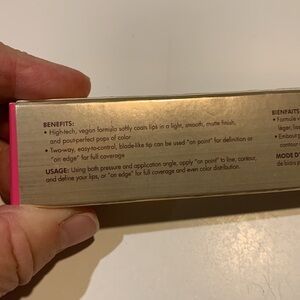 BENEFITS:
• High-tech, vegan formula softly coats lips in a light, smooth, matte finish,
and pout-perfect pops of color
• Two-way, easy-to-control, blade-like tip can be used "on point" for definition or
"on edge" for full coverage
USAGE: Using both pressure and application angle, apply "on point" to line, contour,
and define your lips, or "on edge" for full coverage and even color distribution.
BIENFAITS
• Formule v
léger, li
• Embout
contour
MODE D'
de biais p